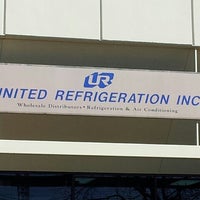 UR
UNITED REFRIGERATION INC
Wholesale Distributors • Refrigeration & Air Conditioning